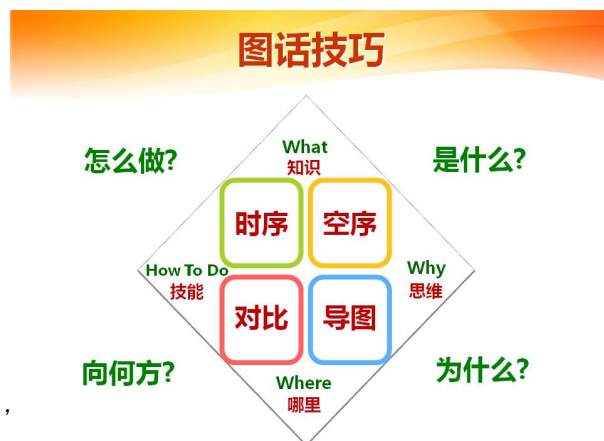 图话技巧
怎么做?
What
知识
是什么?
时序
空序
How To Do
技能
Why
思维
对比
导图
向何方?
Where
哪里
为什么?
,